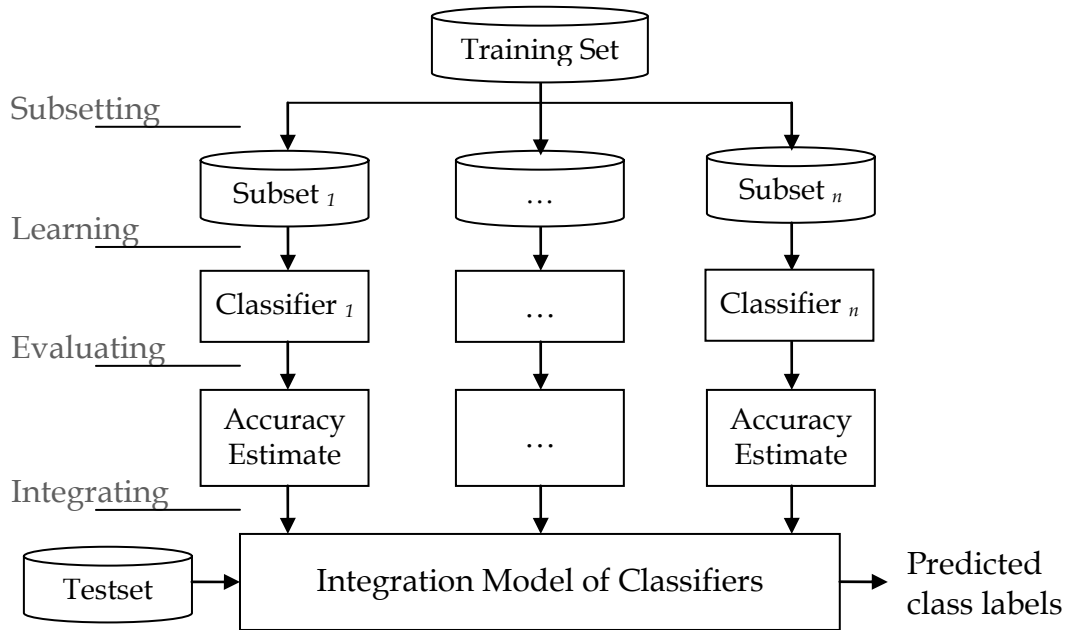 Training Set
Subsetting
Subset 1
...
Subset n
Learning
Classifier 1
...
Classifier n
Evaluating
Accuracy
Estimate
...
Accuracy
Estimate
Integrating
Testset
Integration Model of Classifiers
Predicted
class labels